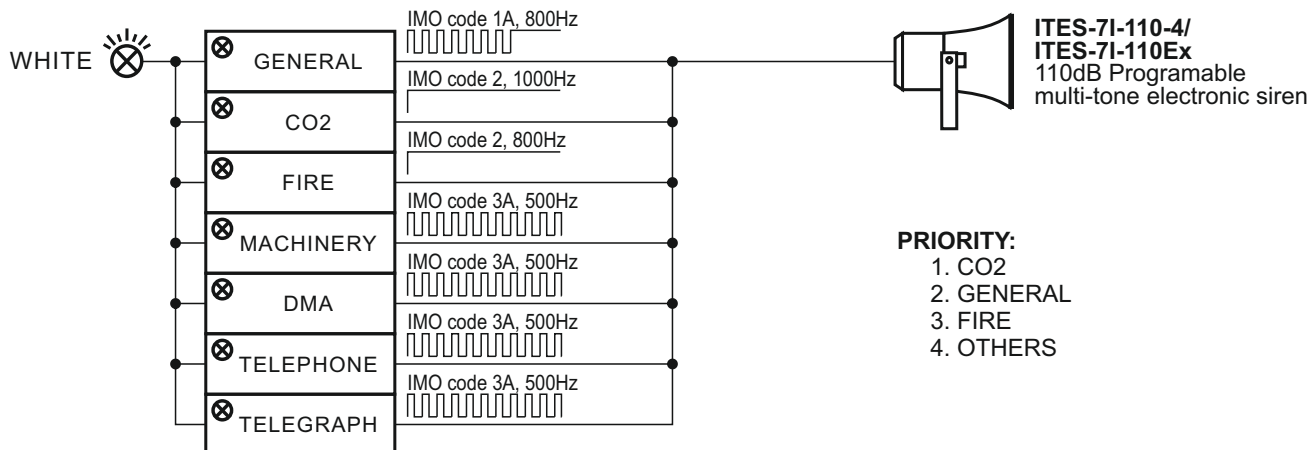 WHITE
GENERAL
CO2
FIRE
MACHINERY
DMA
TELEPHONE
TELEGRAPH
IMO code 1A, 800Hz
IMO code 2, 1000Hz
IMO code 2, 800Hz
IMO code 3A, 500Hz
IMO code 3A, 500Hz
IMO code 3A, 500Hz
IMO code 3A, 500Hz
ITES-7I-110-4/
ITES-7I-110Ex
110dB Programable
multi-tone electronic siren
PRIORITY:
1. CO2
2. GENERAL
3. FIRE
4. OTHERS